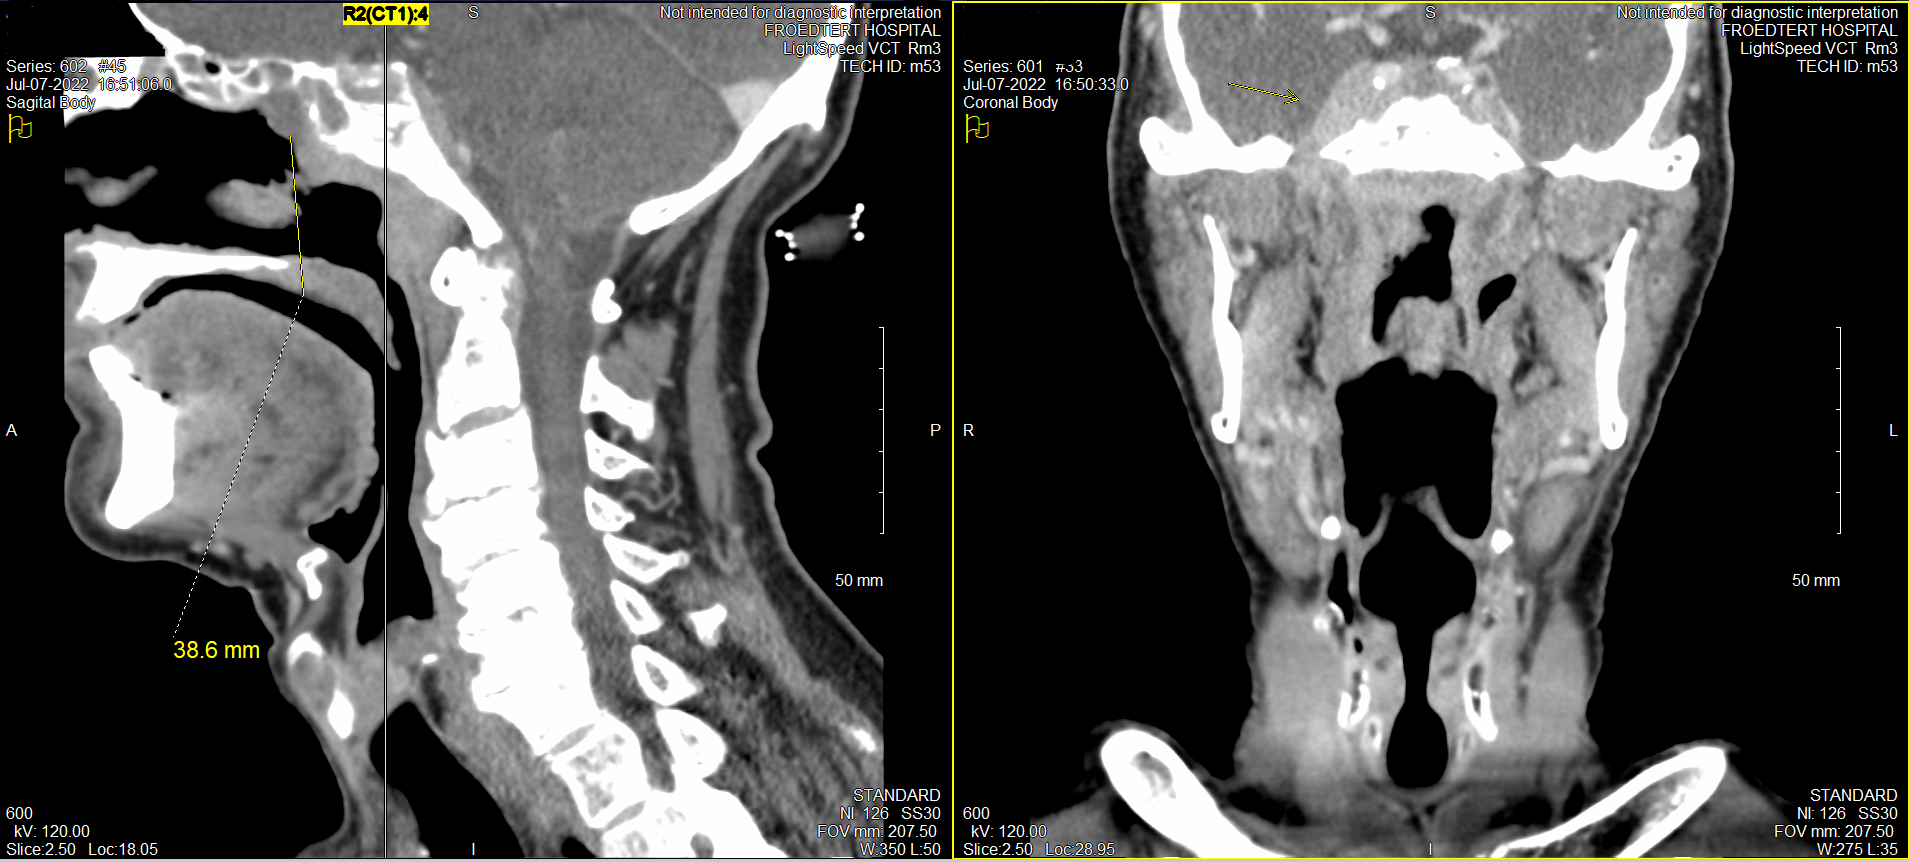 R2(CT1):4
S
Not intended for diagnostic interpretation
FROEDTERT HOSPITAL
LightSpeed VCT Rm3
TECH ID: m53
Series: 602 #45
Jul-07-2022 16:51:06.0
Sagital Body
A
P
50 mm
38.6 mm
600
kV: 120.00
Slice:2.50 Loc:18.05
I
STANDARD
NI: 126 SS30
FOV mm: 207.50
W:350 L:50
S
Not intended for diagnostic interpretation
FROEDTERT HOSPITAL
LightSpeed VCT Rm3
TECH ID: m53
Series: 601 #33
Jul-07-2022 16:50:33.0
Coronal Body
R
L
50 mm
600
kV: 120.00
Slice:2.50 Loc:28.95
I
STANDARD
NI: 126 SS30
FOV mm: 207.50
W:275 L:35